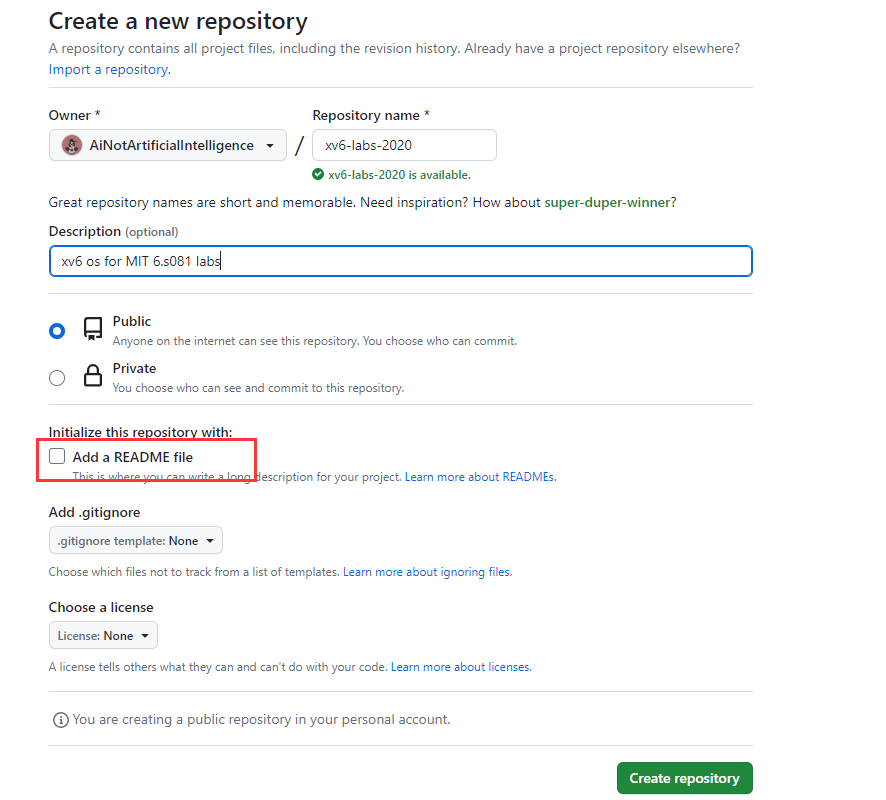 Create a new repository
A repository contains all project files, including the revision history. Already have a project repository elsewhere?
Import a repository.
Owner *
Repository name *
AiNotArtificialIntelligence
/
xv6-labs-2020
xv6-labs-2020 is available.
Great repository names are short and memorable. Need inspiration? How about super-duper-winner?
Description (optional)
xv6 os for MIT 6.s081 labs
Public
Anyone on the internet can see this repository. You choose who can commit.
Private
You choose who can see and commit to this repository.
Initialize this repository with:
Add a README file
This is where you can write a long description for your project. Learn more about READMEs.
Add .gitignore
.gitignore template: None
Choose which files not to track from a list of templates. Learn more about ignoring files.
Choose a license
License: None
A license tells others what they can and can't do with your code. Learn more about licenses.
You are creating a public repository in your personal account.
Create repository